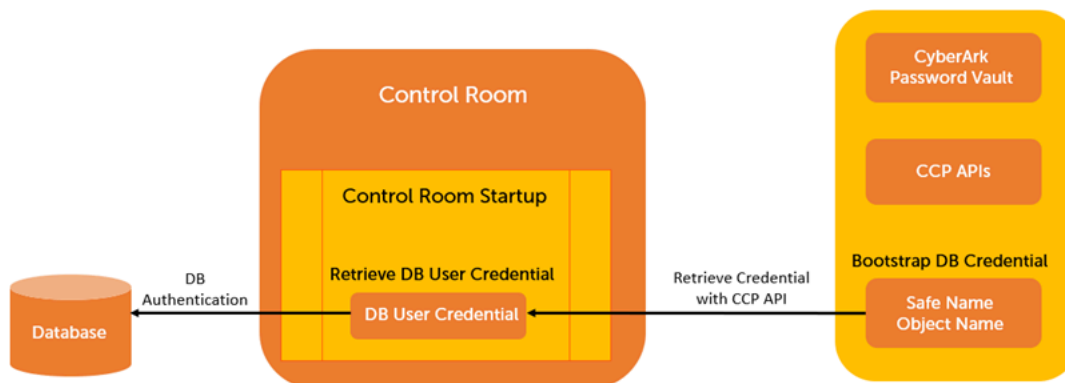 Control Room
Control Room Startup
Retrieve DB User Credential
DB User Credential
DB
Authentication
Database
Retrieve Credential
with CCP API
CyberArk
Password Vault
CCP APIs
Bootstrap DB Credential
Safe Name
Object Name